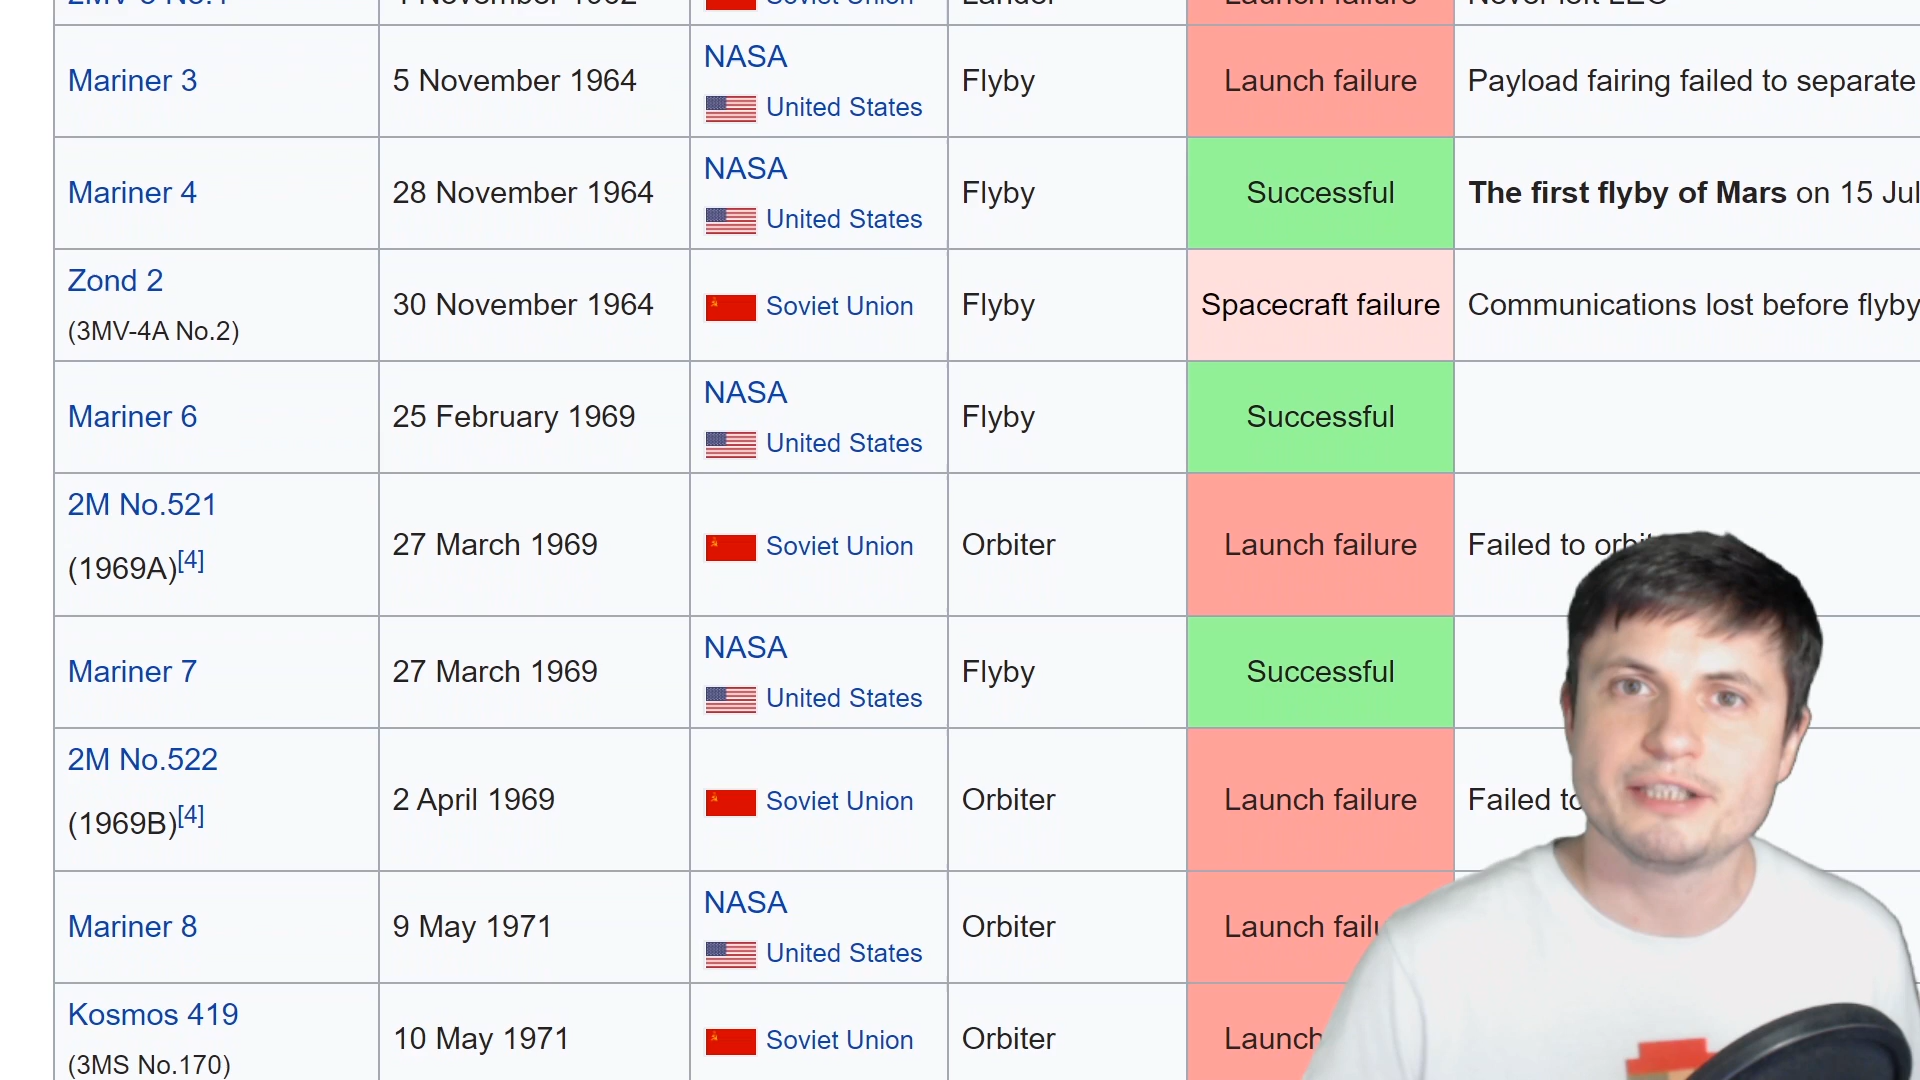 Mariner 3 5 November 1964 NASA United States Flyby Launch failure Payload fairing failed to separate
Mariner 4 28 November 1964 NASA United States Flyby Successful The first flyby of Mars on 15
Zond 2 (3MV-4A No.2) 30 November 1964 Soviet Union Flyby Spacecraft failure Communications lost before flyby
Mariner 6 25 February 1969 NASA United States Flyby Successful
2M No.521 (1969A)[4] 27 March 1969 Soviet Union Orbiter Launch failure Failed to
Mariner 7 27 March 1969 NASA United States Flyby Successful
2M No.522 (1969B)[4] 2 April 1969 Soviet Union Orbiter Launch failure Failed
Mariner 8 9 May 1971 NASA United States Orbiter Launch
Kosmos 419 (3MS No.170) 10 May 1971 Soviet Union Orbiter Launch